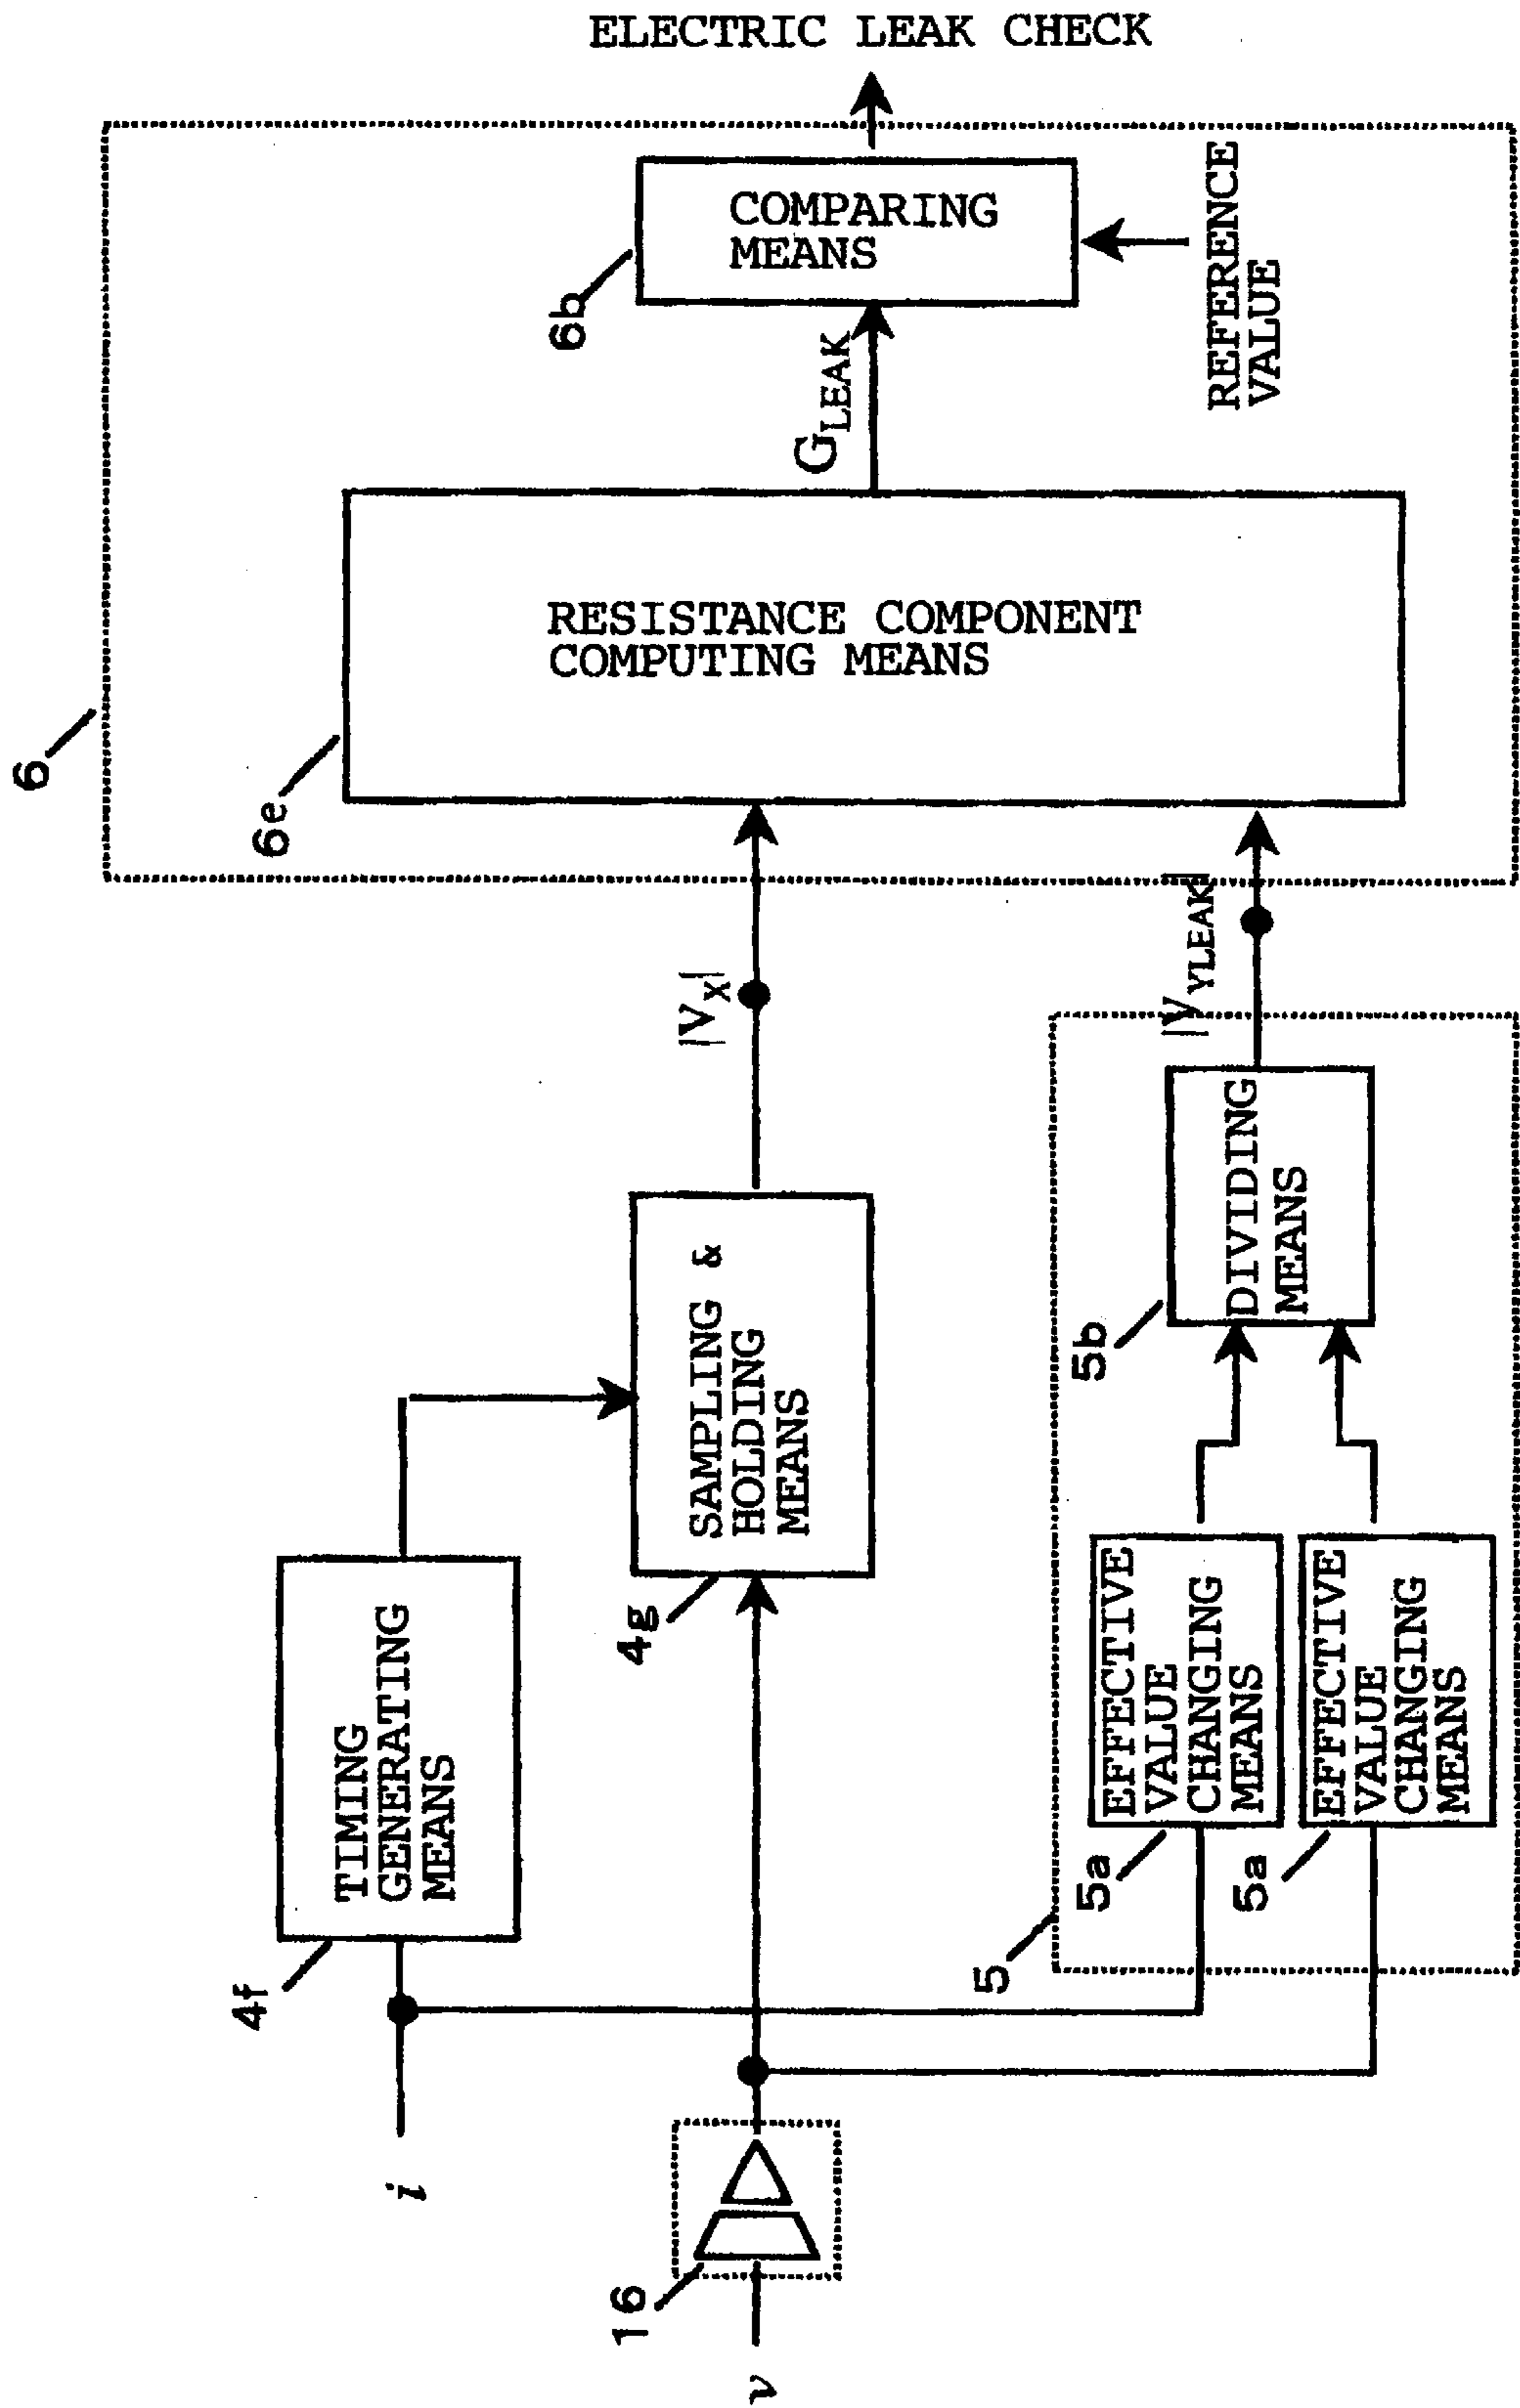 ELECTRIC LEAK CHECK
COMPARING
MEANS
6b
REFERENCE
VALUE
G_LEAK
6
RESISTANCE COMPONENT
COMPUTING MEANS
6e
|V_X|
|V_YLEAK|
SAMPLING &
HOLDING
MEANS
4g
DIVIDING
MEANS
5b
TIMING
GENERATING
MEANS
4f
EFFECTIVE
VALUE
CHANGING
MEANS
5a
EFFECTIVE
VALUE
CHANGING
MEANS
5a
5
i
16
v